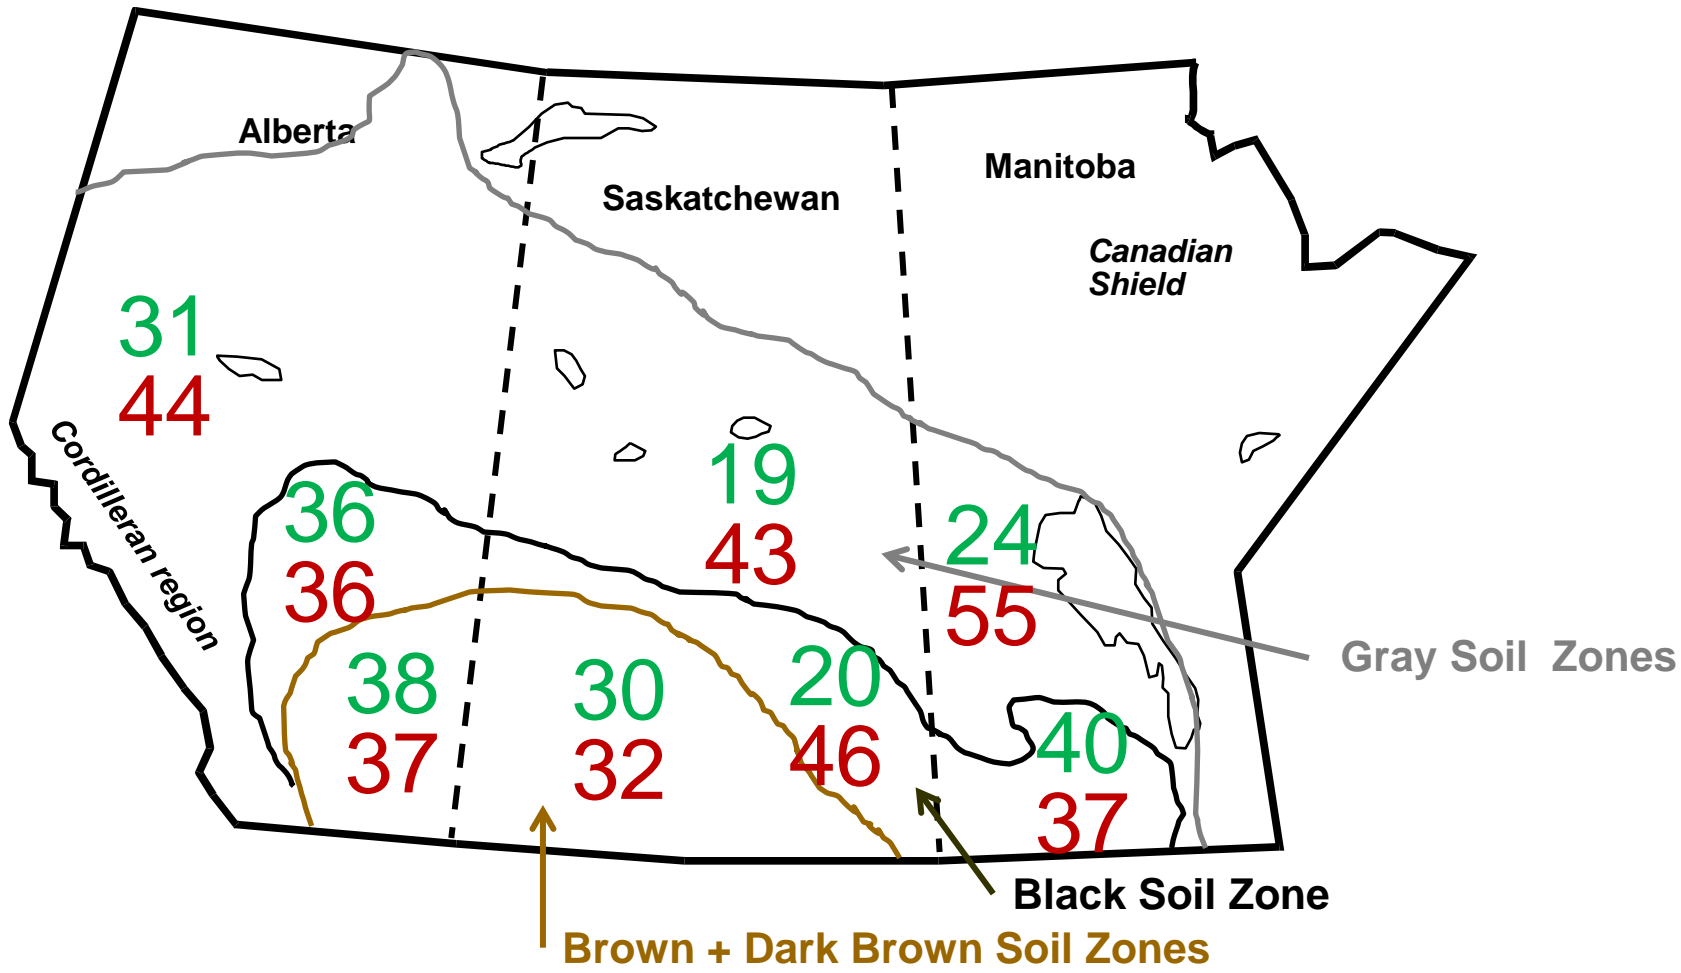 Alberta
Saskatchewan
Manitoba
Canadian
Shield
31
44
Cordilleran region
36
36
19
43
24
55
Gray Soil Zones
38
37
30
32
20
46
40
37
Black Soil Zone
Brown + Dark Brown Soil Zones